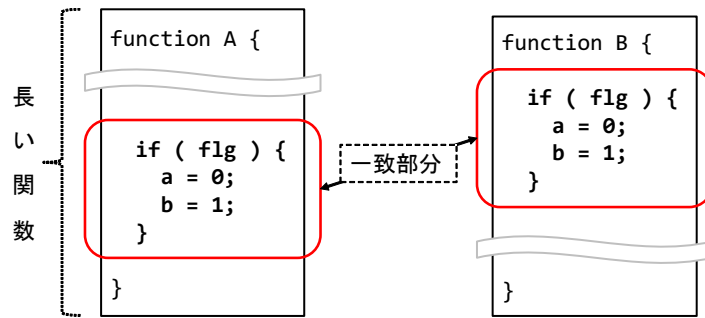 長い関数
function A {
if ( flg ) {
a = 0;
b = 1;
}
}
一致部分
function B {
if ( flg ) {
a = 0;
b = 1;
}
}